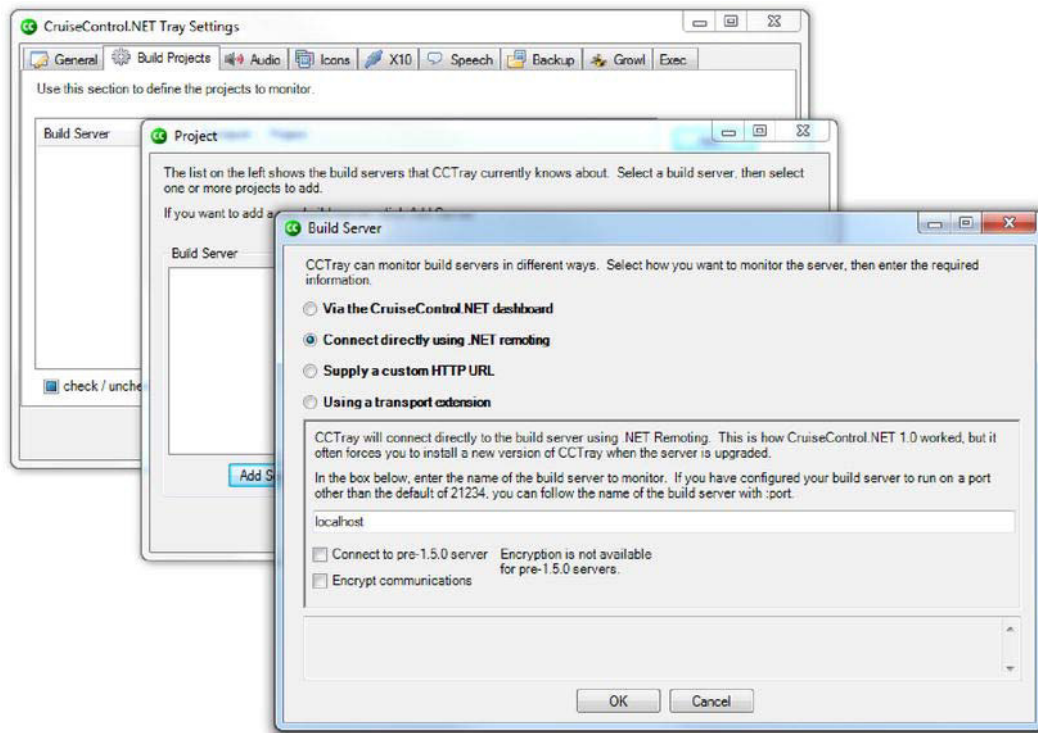 CruiseControl.NET Tray Settings
General Build Projects Audio Icons X10 Speech Backup Growl Exec
Use this section to define the projects to monitor.
Build Server
check / unche
Project
The list on the left shows the build servers that CCTray currently knows about. Select a build server, then select
one or more projects to add.
If you want to add a
Build Server
Add S
Build Server
CCTray can monitor build servers in different ways. Select how you want to monitor the server, then enter the required
information.
Via the CruiseControl.NET dashboard
Connect directly using .NET remoting
Supply a custom HTTP URL
Using a transport extension
CCTray will connect directly to the build server using .NET Remoting. This is how CruiseControl.NET 1.0 worked, but it
often forces you to install a new version of CCTray when the server is upgraded.
In the box below, enter the name of the build server to monitor. If you have configured your build server to run on a port
other than the default of 21234, you can follow the name of the build server with :port.
localhost
Connect to pre-1.5.0 server Encryption is not available
for pre-1.5.0 servers.
Encrypt communications
OK Cancel